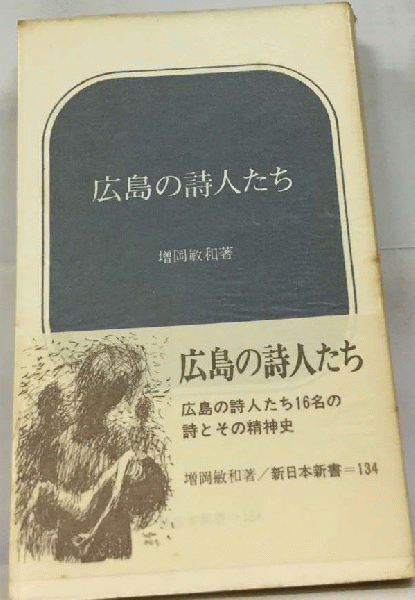 広島の詩人たち
増岡敏和著
広島の詩人たち
広島の詩人たち16名の
詩とその精神史
増岡敏和著/新日本新書=134